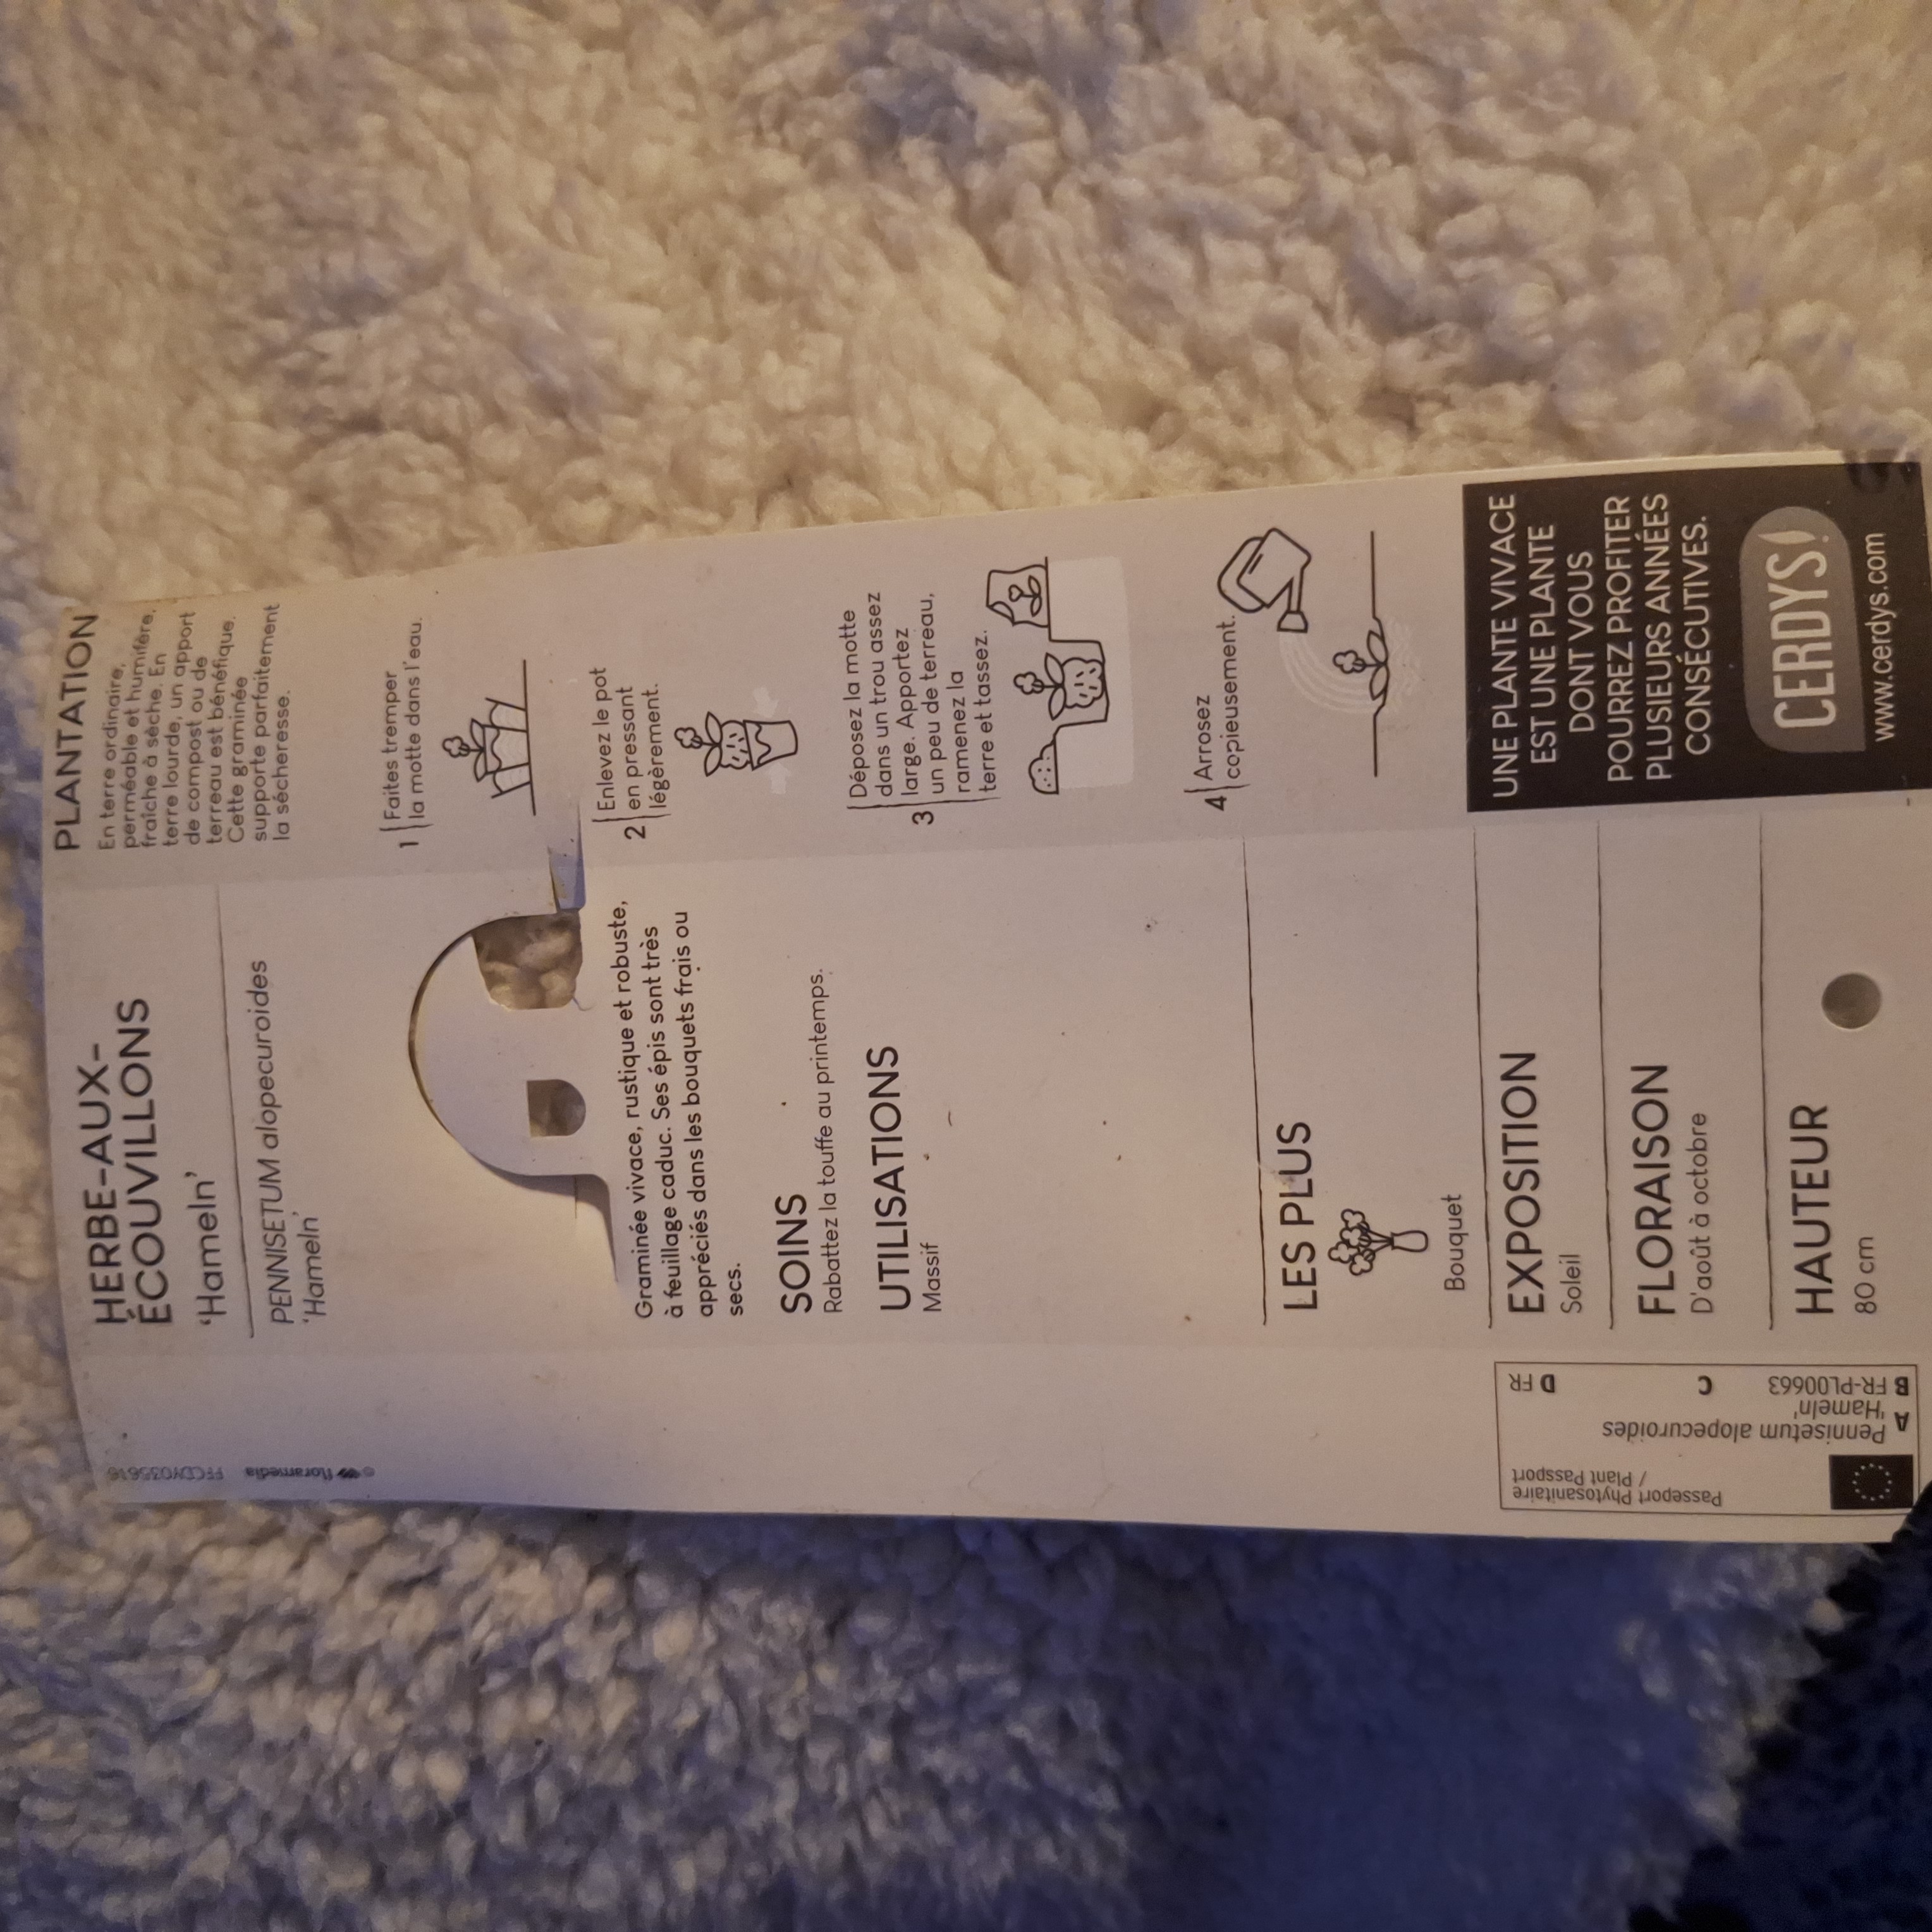 HERBE-AUX-
ÉCOUVILLONS
‘Hameln’
PENNISETUM alopecuroides
‘Hameln’
Graminée vivace, rustique et robuste,
à feuillage caduc. Ses épis sont très
appréciés dans les bouquets frais ou
secs.
SOINS
Rabattez la touffe au printemps.
UTILISATIONS
Massif
LES PLUS
Bouquet
EXPOSITION
Soleil
FLORAISON
D'août à octobre
HAUTEUR
80 cm
PLANTATION
En terre ordinaire,
perméable et humifère,
fraîche à sèche. En
terre lourde, un apport
de compost ou de
terreau est bénéfique.
Cette graminée
supporte parfaitement
la sécheresse.
1 Faites tremper
la motte dans l'eau.
2 Enlevez le pot
en pressant
légèrement.
3 Déposez la motte
dans un trou assez
large. Apportez
un peu de terreau,
ramenez la
terre et tassez.
4 Arrosez
copieusement.
UNE PLANTE VIVACE
EST UNE PLANTE
DONT VOUS
POURREZ PROFITER
PLUSIEURS ANNÉES
CONSÉCUTIVES.
CERDYS!
www.cerdys.com
Passeport Phytosanitaire
/ Plant Passport
A Pennisetum alopecuroides
'Hameln'
B FR-PL00663
C
D FR
© floramedia
FFCDY035616